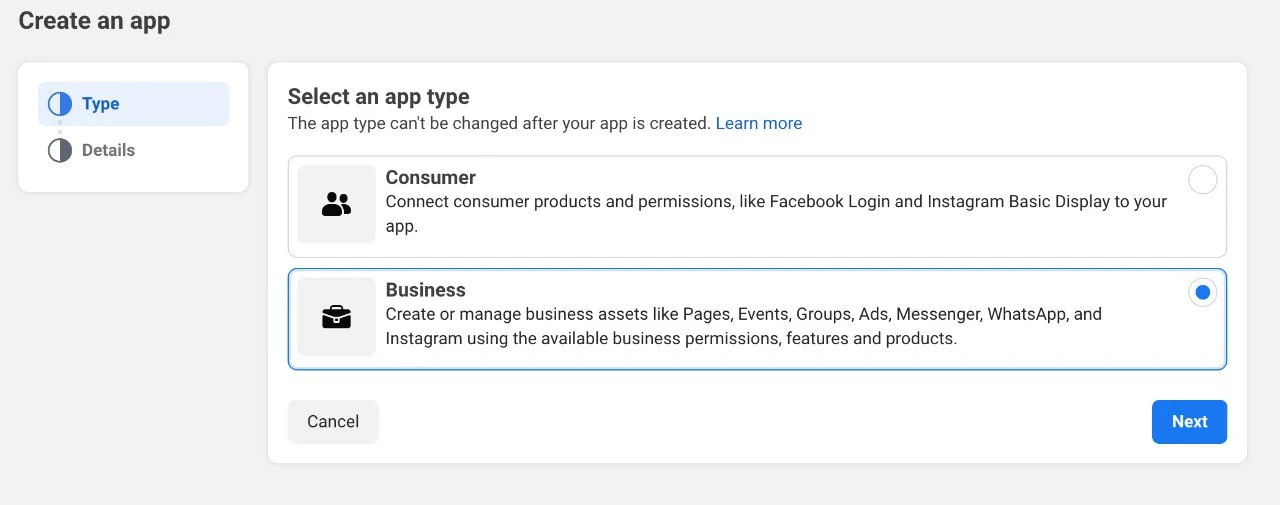 Create an app
Type
Details
Select an app type
The app type can't be changed after your app is created. Learn more
Consumer
Connect consumer products and permissions, like Facebook Login and Instagram Basic Display to your
app.
Business
Create or manage business assets like Pages, Events, Groups, Ads, Messenger, WhatsApp, and
Instagram using the available business permissions, features and products.
Cancel
Next